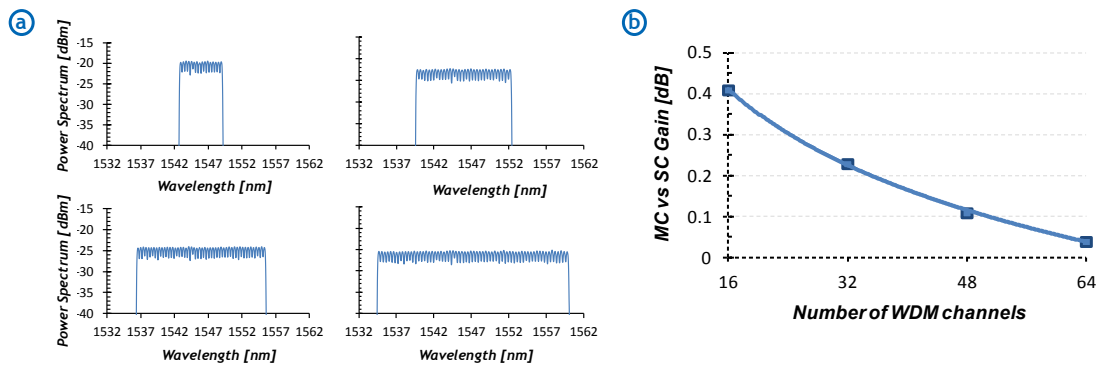 a
Power Spectrum [dBm]
-15
-20
-25
-30
-35
-40
1532 1537 1542 1547 1552 1557 1562
Wavelength [nm]
1532 1537 1542 1547 1552 1557 1562
Wavelength [nm]
Power Spectrum [dBm]
-15
-20
-25
-30
-35
-40
1532 1537 1542 1547 1552 1557 1562
Wavelength [nm]
1532 1537 1542 1547 1552 1557 1562
Wavelength [nm]
b
MC vs SC Gain [dB]
0.5
0.4
0.3
0.2
0.1
0
16 32 48 64
Number of WDM channels